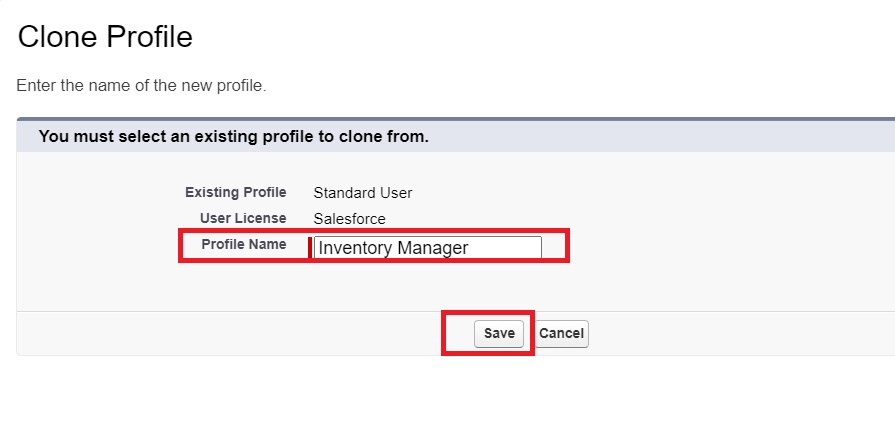 Clone Profile
Enter the name of the new profile.
You must select an existing profile to clone from.
Existing Profile Standard User
User License Salesforce
Profile Name Inventory Manager
Save Cancel